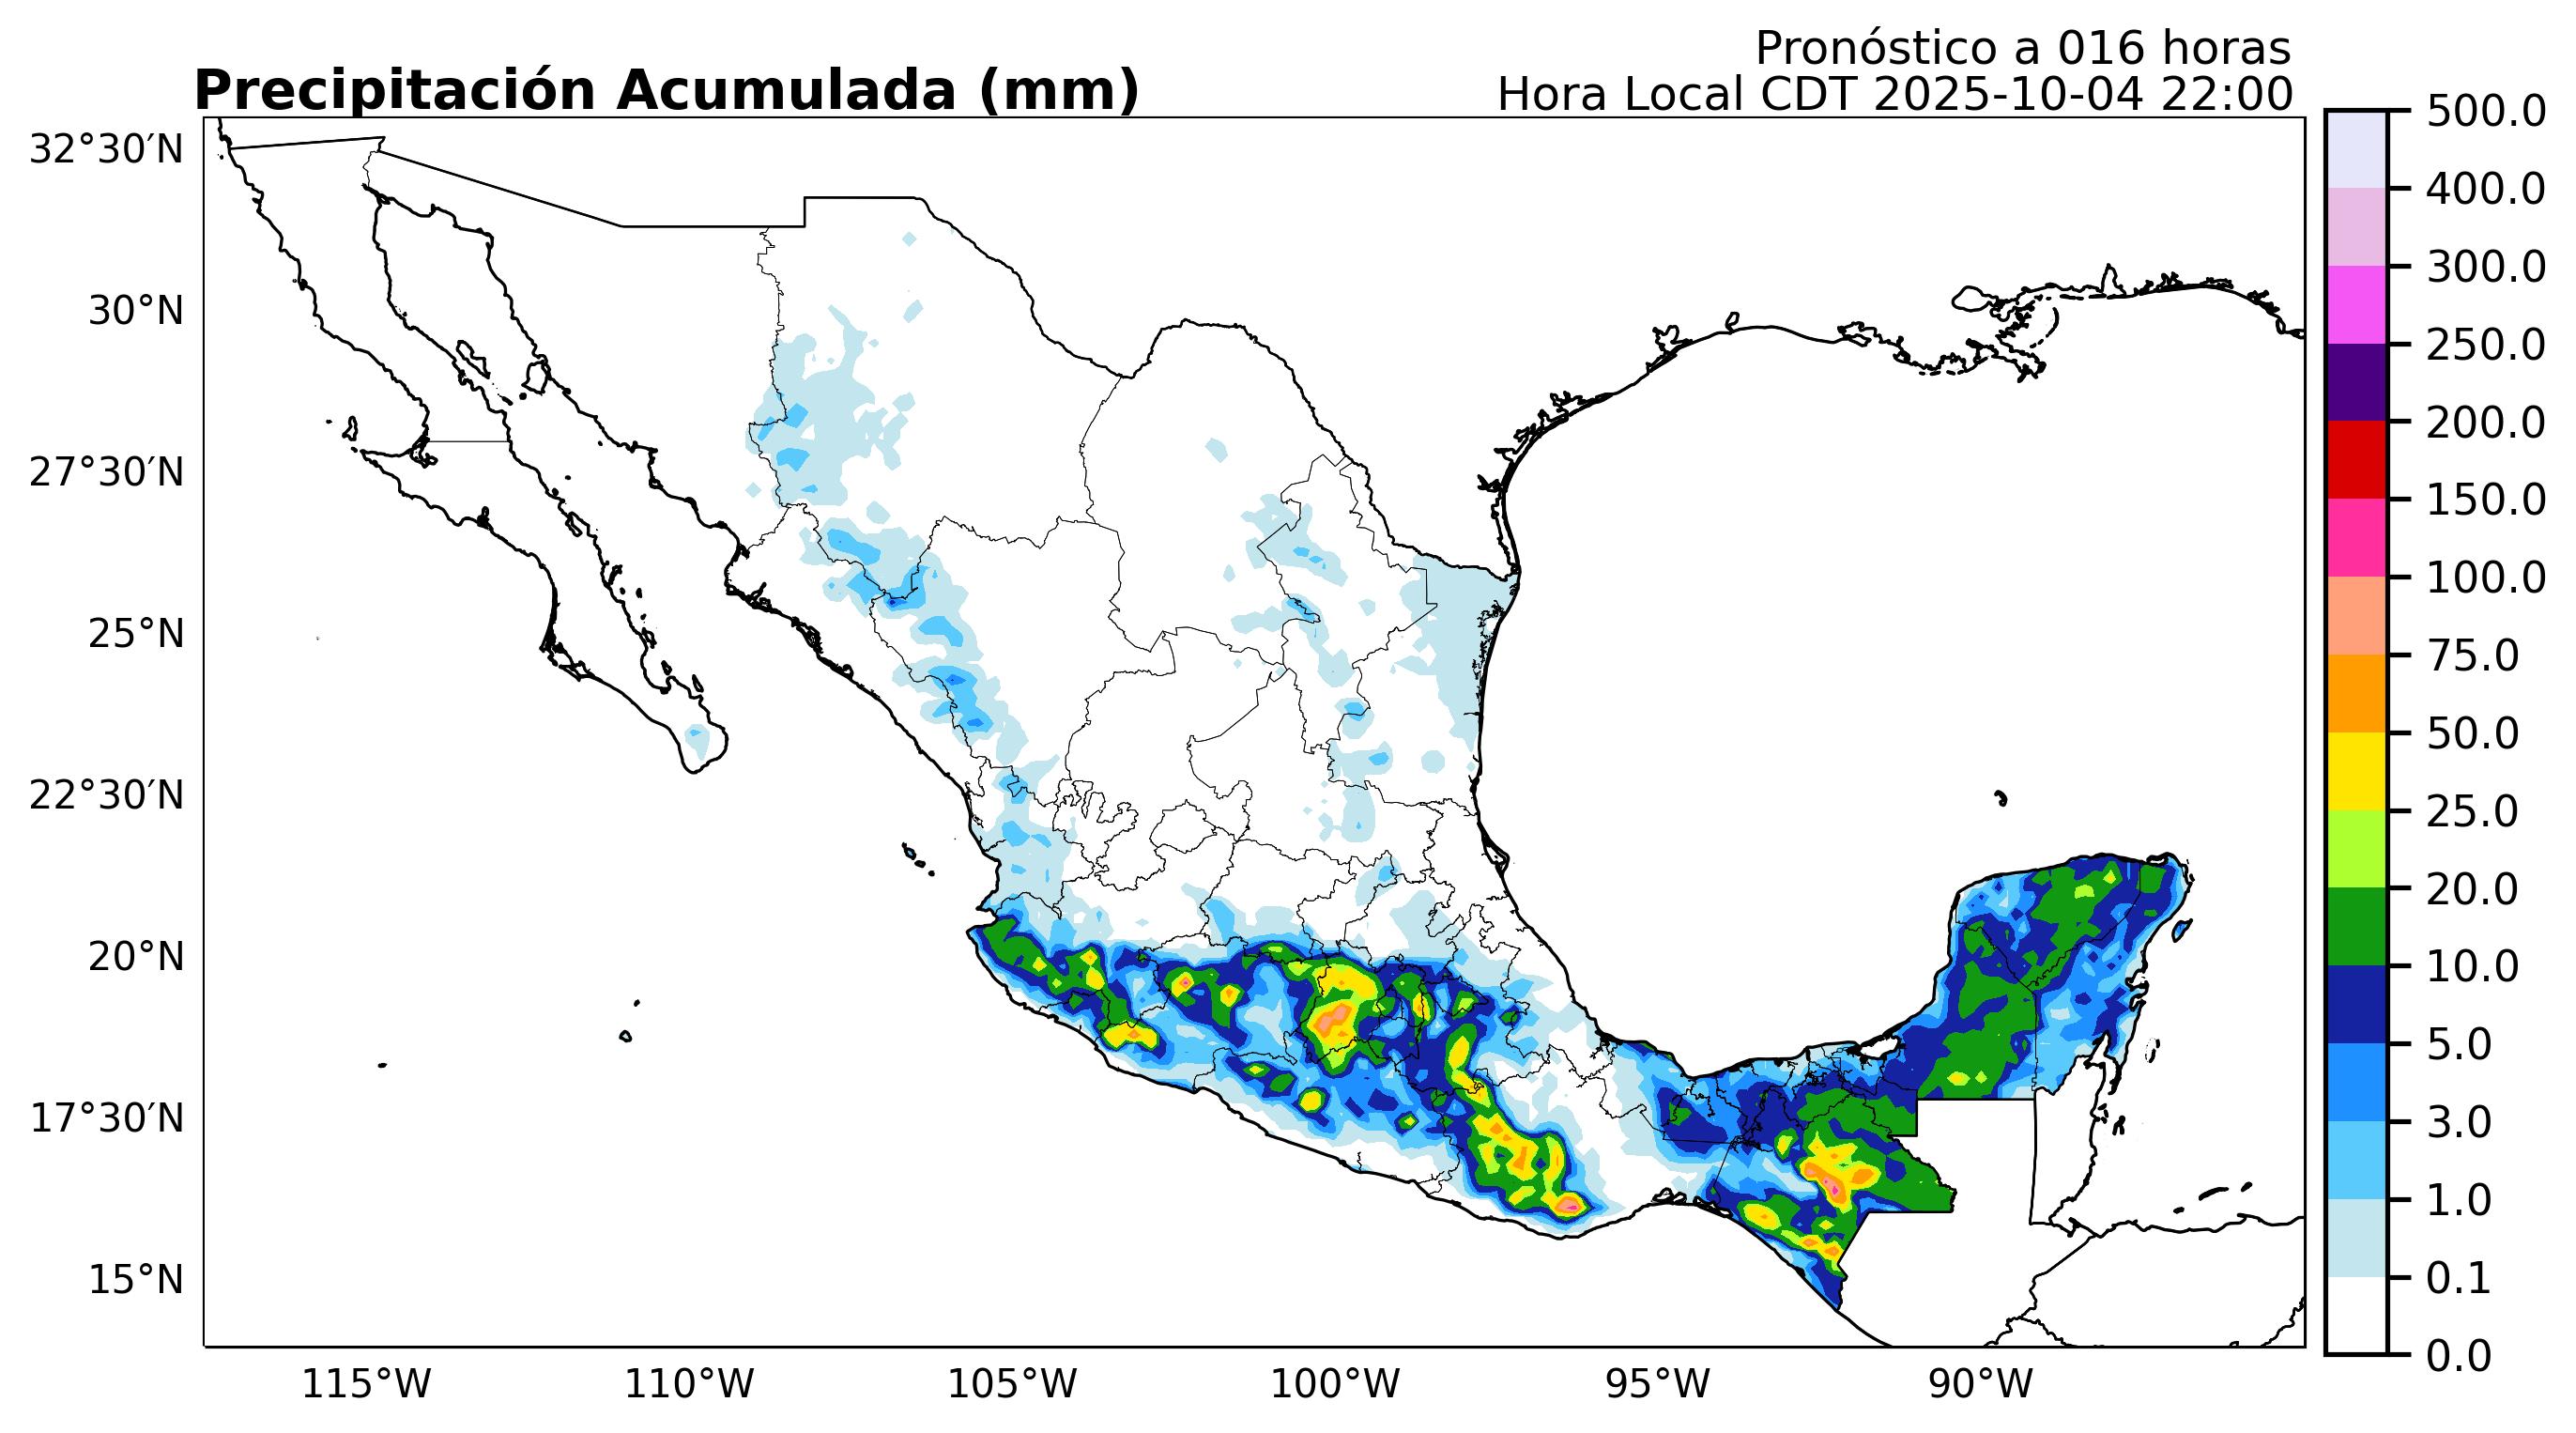 Pronóstico a 016 horas
Precipitación Acumulada (mm)
Hora Local CDT 2025-10-04 22:00
32°30′N
30°N
27°30′N
25°N
22°30′N
20°N
17°30′N
15°N
115°W
110°W
105°W
100°W
95°W
90°W
500.0
400.0
300.0
250.0
200.0
150.0
100.0
75.0
50.0
25.0
20.0
10.0
5.0
3.0
1.0
0.1
0.0